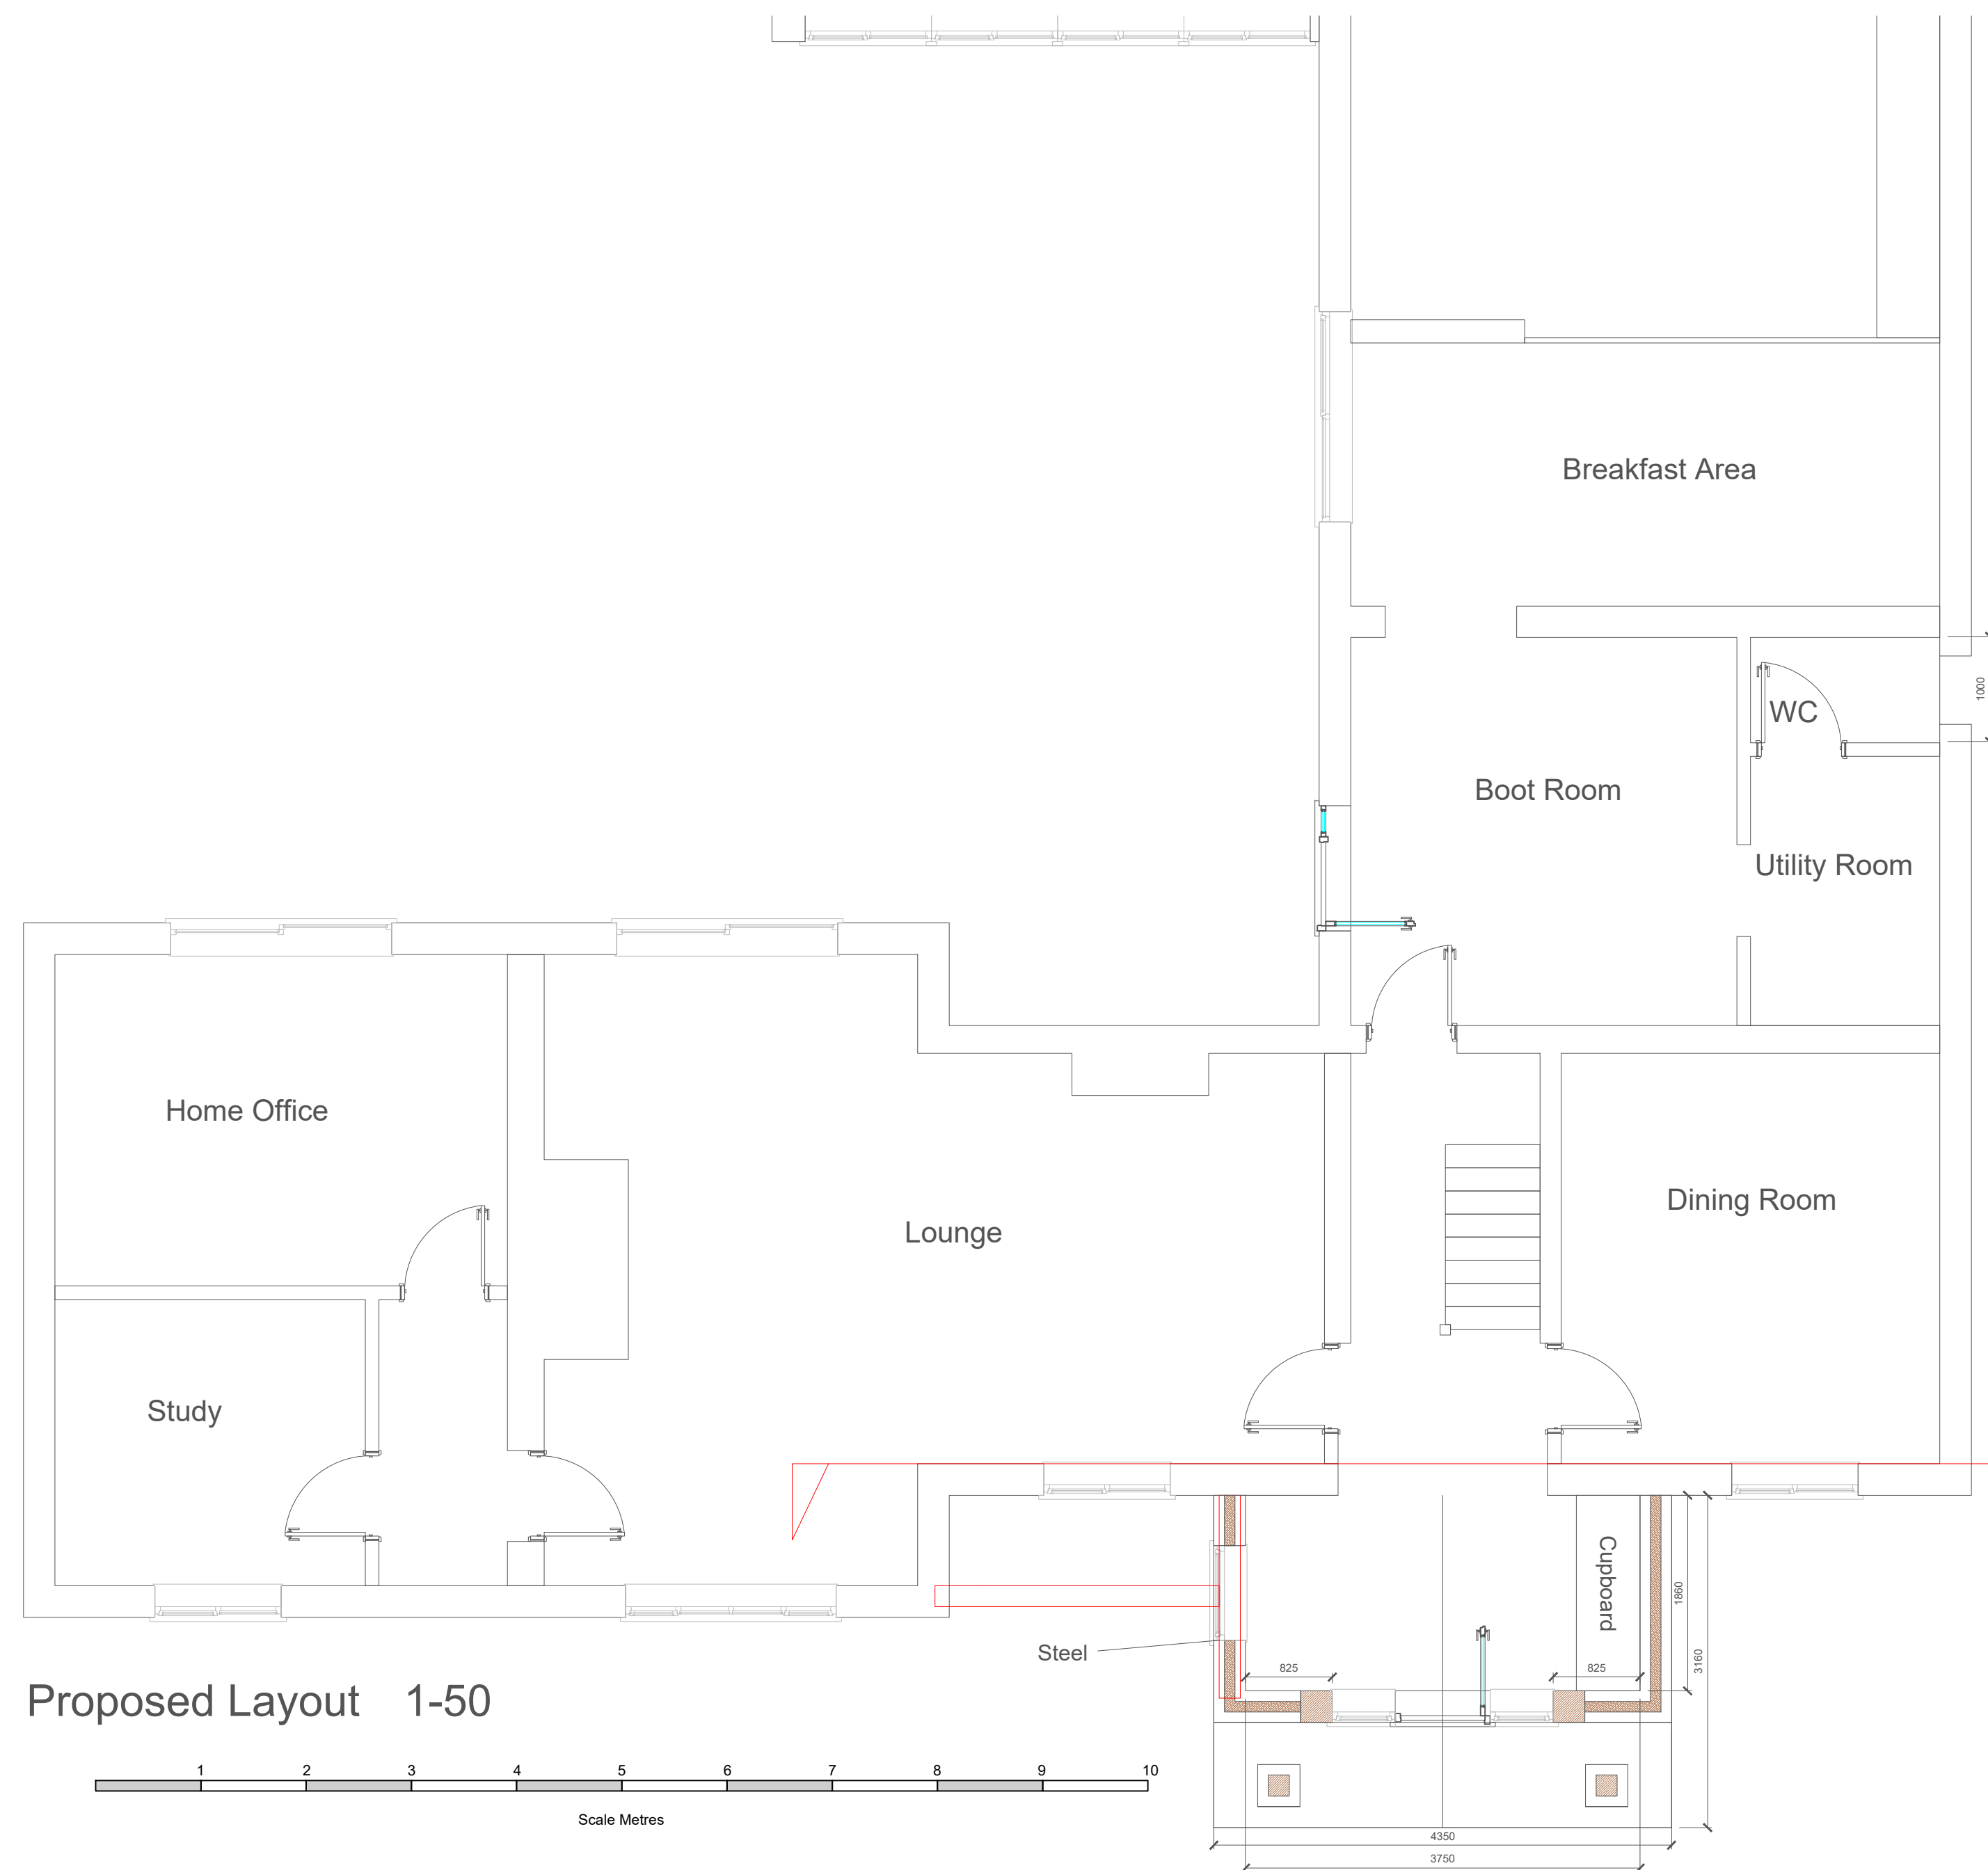 Breakfast Area
1000
WC
Boot Room
Utility Room
Home Office
Dining Room
Lounge
Study
Cupboard
1860
3160
Steel
825
825
Proposed Layout 1-50
1 2 3 4 5 6 7 8 9 10
Scale Metres
4350
3750